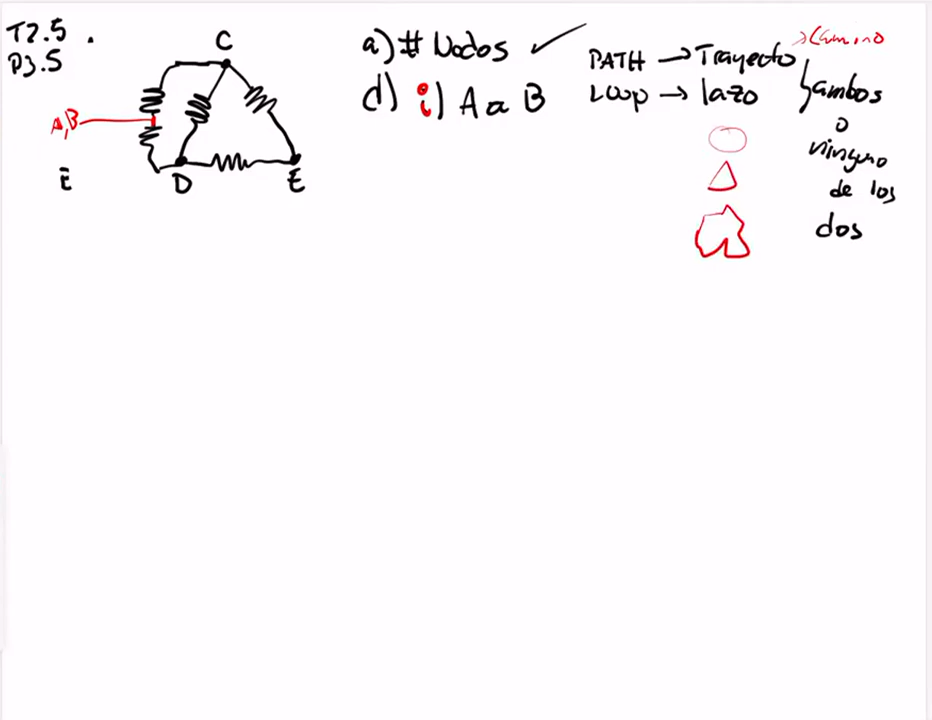 T2.5
P3.5
C
A,B
E
D
E
a) # Nodos
d) i) A a B
PATH → Trayecto → Camino
Loop → lazo
ambos
o
ninguno
de los
dos